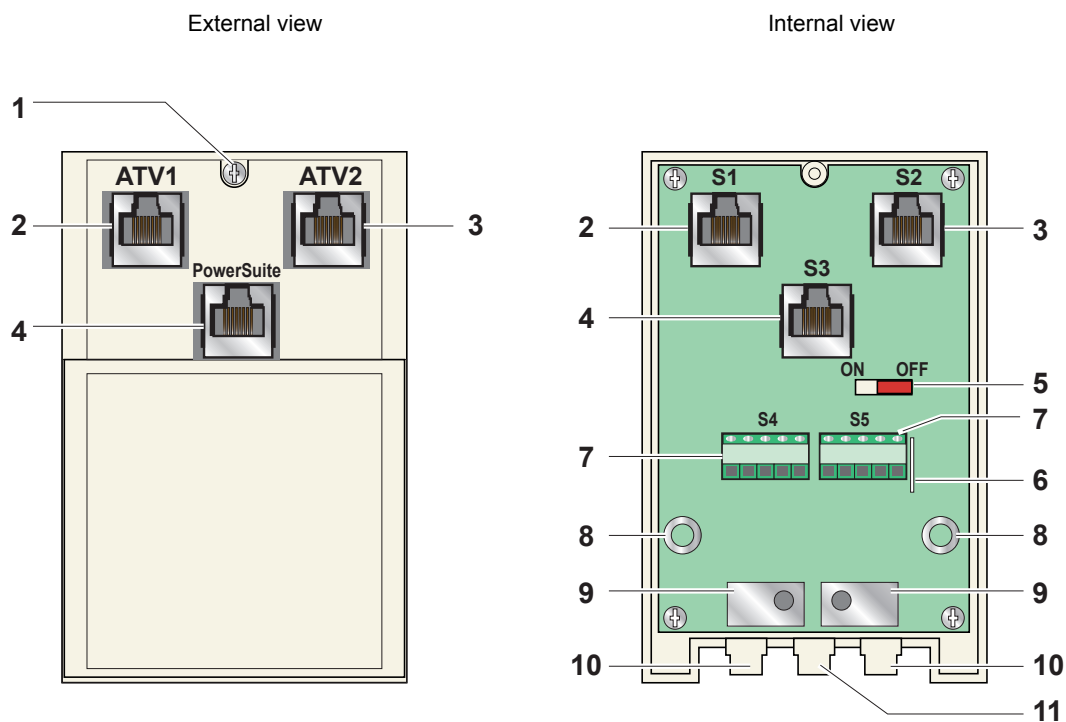 External view
Internal view
1
ATV1 ATV2
2
3
PowerSuite
4
S1 S2
2
3
S3
4
ON OFF
5
S4 S5
7
7
6
8
8
9
9
10
10
11